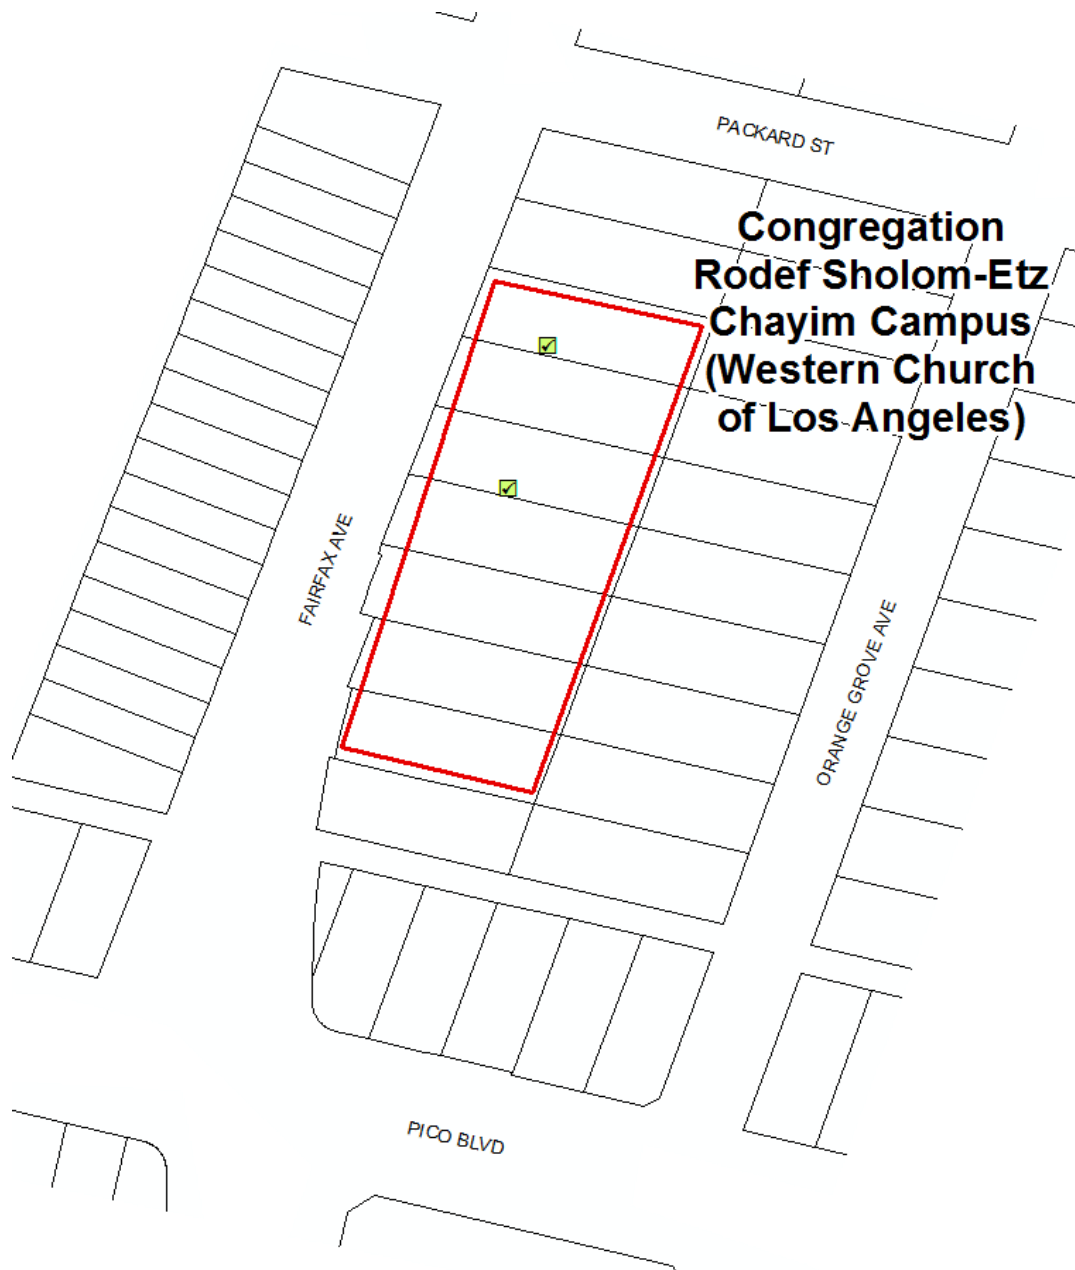 PACKARD ST
Congregation
Rodef Sholom-Etz
Chayim Campus
(Western Church
of Los Angeles)
FAIRFAX AVE
ORANGE GROVE AVE
PICO BLVD